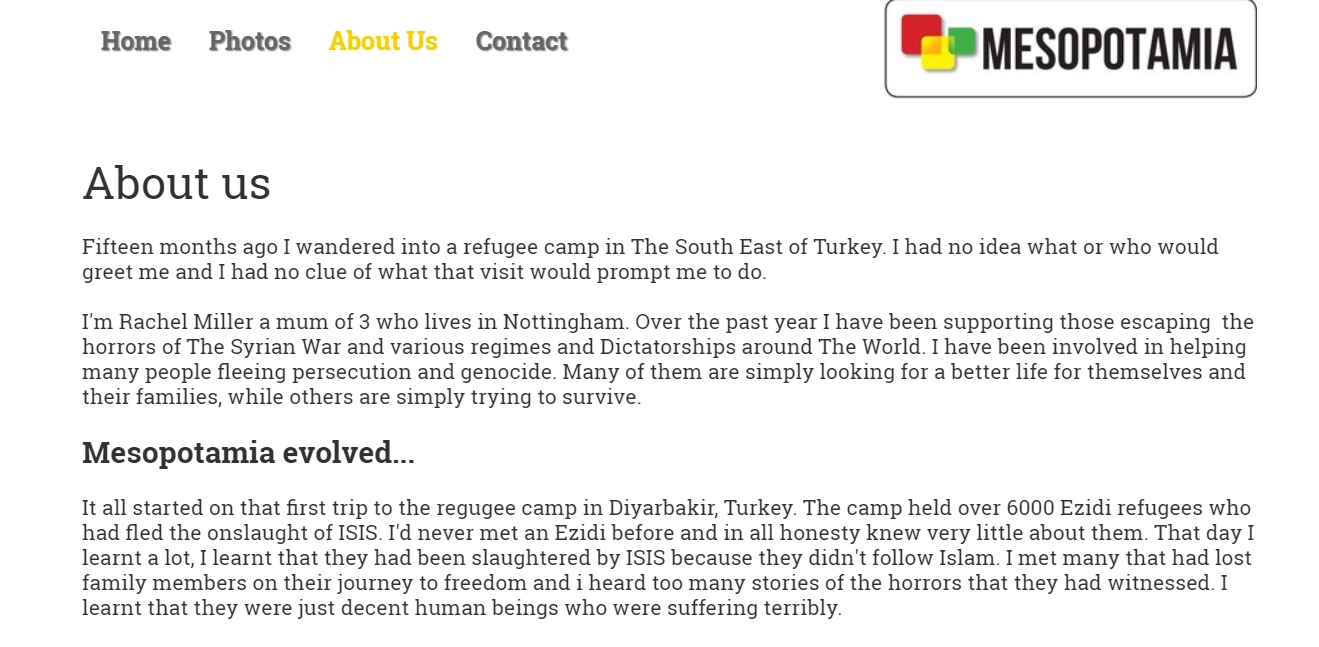 Home Photos About Us Contact
MESOPOTAMIA
About us
Fifteen months ago I wandered into a refugee camp in The South East of Turkey. I had no idea what or who would
greet me and I had no clue of what that visit would prompt me to do.
I'm Rachel Miller a mum of 3 who lives in Nottingham. Over the past year I have been supporting those escaping  the
horrors of The Syrian War and various regimes and Dictatorships around The World. I have been involved in helping
many people fleeing persecution and genocide. Many of them are simply looking for a better life for themselves and
their families, while others are simply trying to survive.
Mesopotamia evolved...
It all started on that first trip to the regugee camp in Diyarbakir, Turkey. The camp held over 6000 Ezidi refugees who
had fled the onslaught of ISIS. I'd never met an Ezidi before and in all honesty knew very little about them. That day I
learnt a lot, I learnt that they had been slaughtered by ISIS because they didn't follow Islam. I met many that had lost
family members on their journey to freedom and i heard too many stories of the horrors that they had witnessed. I
learnt that they were just decent human beings who were suffering terribly.